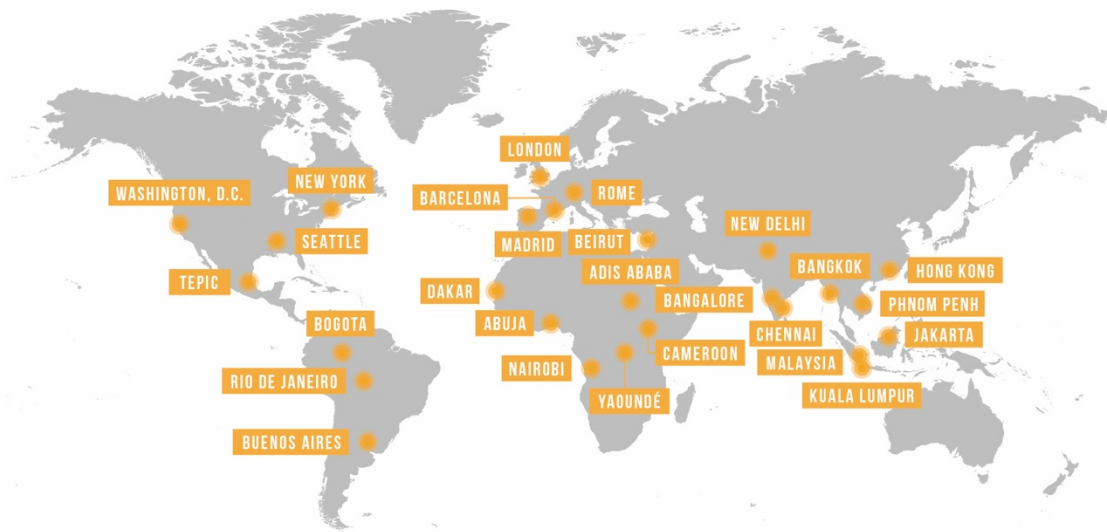 LONDON
NEW YORK
WASHINGTON, D.C.
BARCELONA
ROME
NEW DELHI
SEATTLE
MADRID
BEIRUT
BANGKOK
HONG KONG
TEPIC
DAKAR
ADIS ABABA
BANGALORE
PHNOM PENH
BOGOTA
ABUJA
CHENNAI
JAKARTA
CAMEROON
MALAYSIA
NAIROBI
RIO DE JANEIRO
YAOUNDÉ
KUALA LUMPUR
BUENOS AIRES